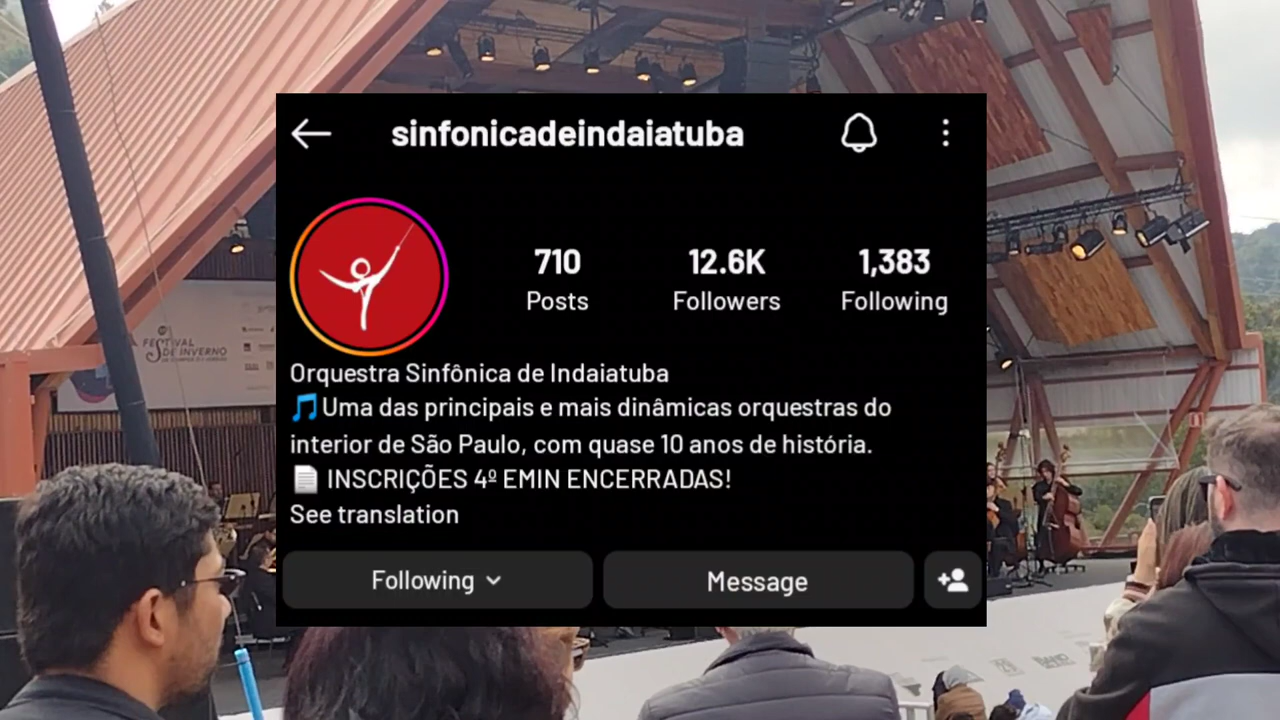 sinfonicadeindaiatuba
710
12.6K
1,383
Posts
Followers
Following
Orquestra Sinfônica de Indaiatuba
🎵Uma das principais e mais dinâmicas orquestras do
interior de São Paulo, com quase 10 anos de história.
📄 INSCRIÇÕES 4º EMIN ENCERRADAS!
See translation
Following
Message
FESTIVAL
DE INVERNO